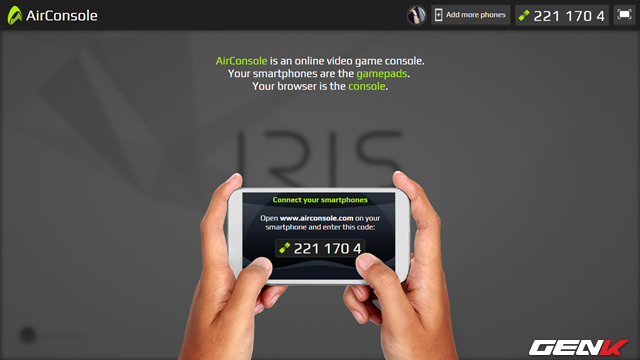 AirConsole
Add more phones
221 170 4
AirConsole is an online video game console.
Your smartphones are the gamepads.
Your browser is the console.
IRIS
Connect your smartphones
Open www.airconsole.com on your
smartphone and enter this code:
221 170 4
GENK